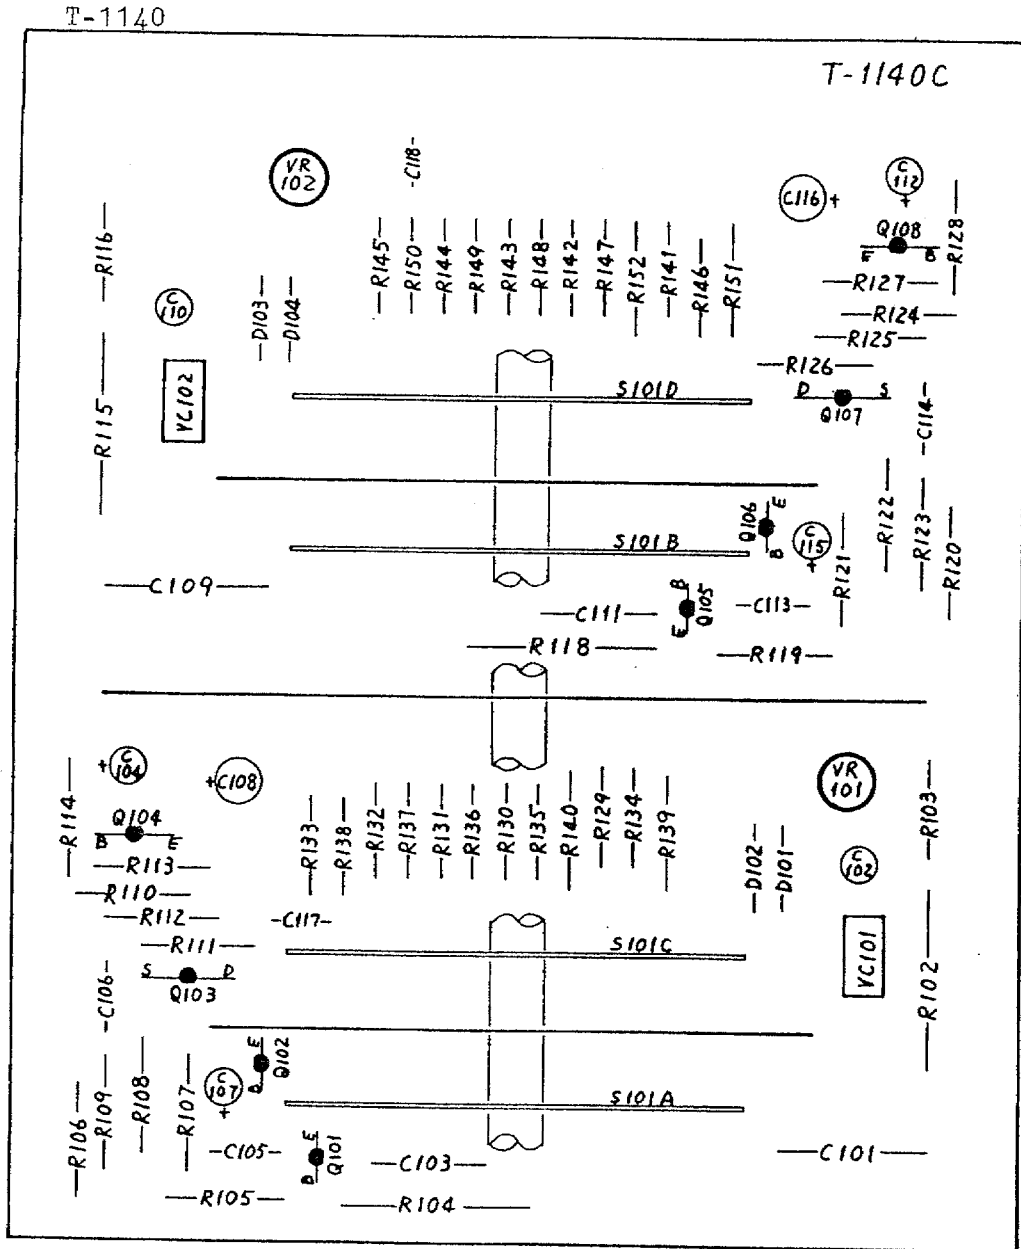 T-1140
T-1140C
VR 102
C118
C116 +
C 112 +
R116
R145
R150
R144
R149
R143
R148
R142
R147
R152
R141
R146
R151
Q108
E B
R128
R127
C 110
D103
D104
R124
R125
R126
R115
VC102
S101D
D S
Q107
C114
R122
R123
R120
E
Q106
B
C 115 +
R121
S101B
C109
C111
B
Q105
E
C113
R118
R119
+ C 104
+ C108
VR 101
R114
Q104
B E
R133
R138
R132
R137
R131
R136
R130
R135
R140
R129
R134
R139
R103
R113
D102
D101
C 102
R110
R112
C117
R111
S101C
VC101
R102
S D
Q103
C106
E
Q102
B
R106
R109
R108
R107
C 107 +
S101A
C105
E
Q101
B
C103
C101
R105
R104